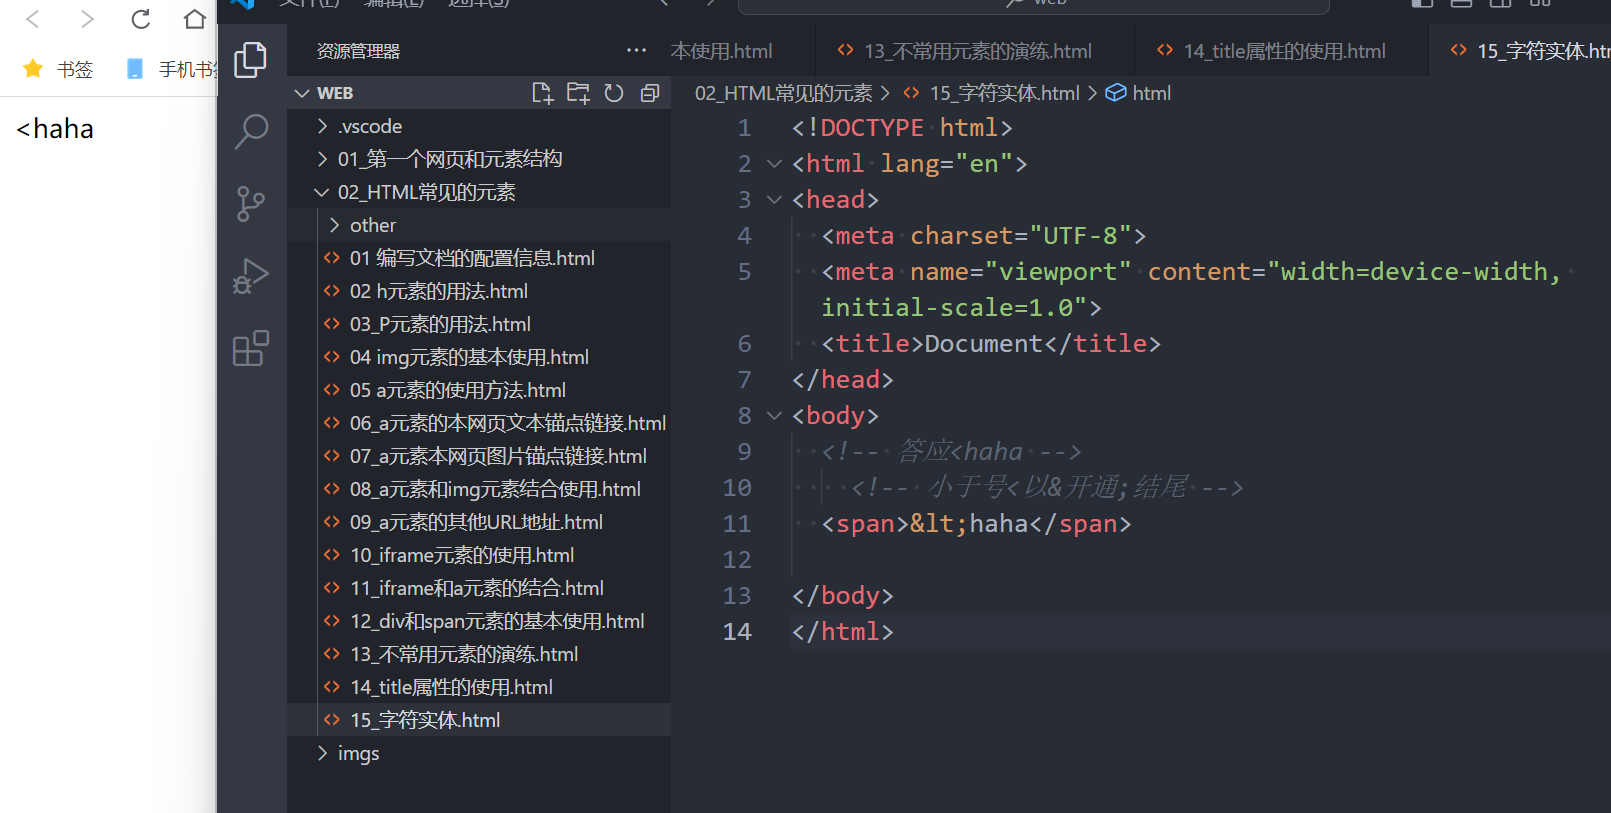 文件(F) 编辑(E) 选择(S)
web
书签 手机书签
<haha
资源管理器
本使用.html
13_不常用元素的演练.html
14_title属性的使用.html
15_字符实体.html
WEB
02_HTML常见的元素 > 15_字符实体.html > html
.vscode
01_第一个网页和元素结构
02_HTML常见的元素
other
01 编写文档的配置信息.html
02 h元素的用法.html
03_P元素的用法.html
04 img元素的基本使用.html
05 a元素的使用方法.html
06_a元素的本网页文本锚点链接.html
07_a元素本网页图片锚点链接.html
08_a元素和img元素结合使用.html
09_a元素的其他URL地址.html
10_iframe元素的使用.html
11_iframe和a元素的结合.html
12_div和span元素的基本使用.html
13_不常用元素的演练.html
14_title属性的使用.html
15_字符实体.html
imgs
1 <!DOCTYPE html>
2 <html lang="en">
3 <head>
4 <meta charset="UTF-8">
5 <meta name="viewport" content="width=device-width,
initial-scale=1.0">
6 <title>Document</title>
7 </head>
8 <body>
9 <!-- 答应<haha -->
10 <!-- 小于号<以&开通;结尾 -->
11 <span>&lt;haha</span>
12
13 </body>
14 </html>